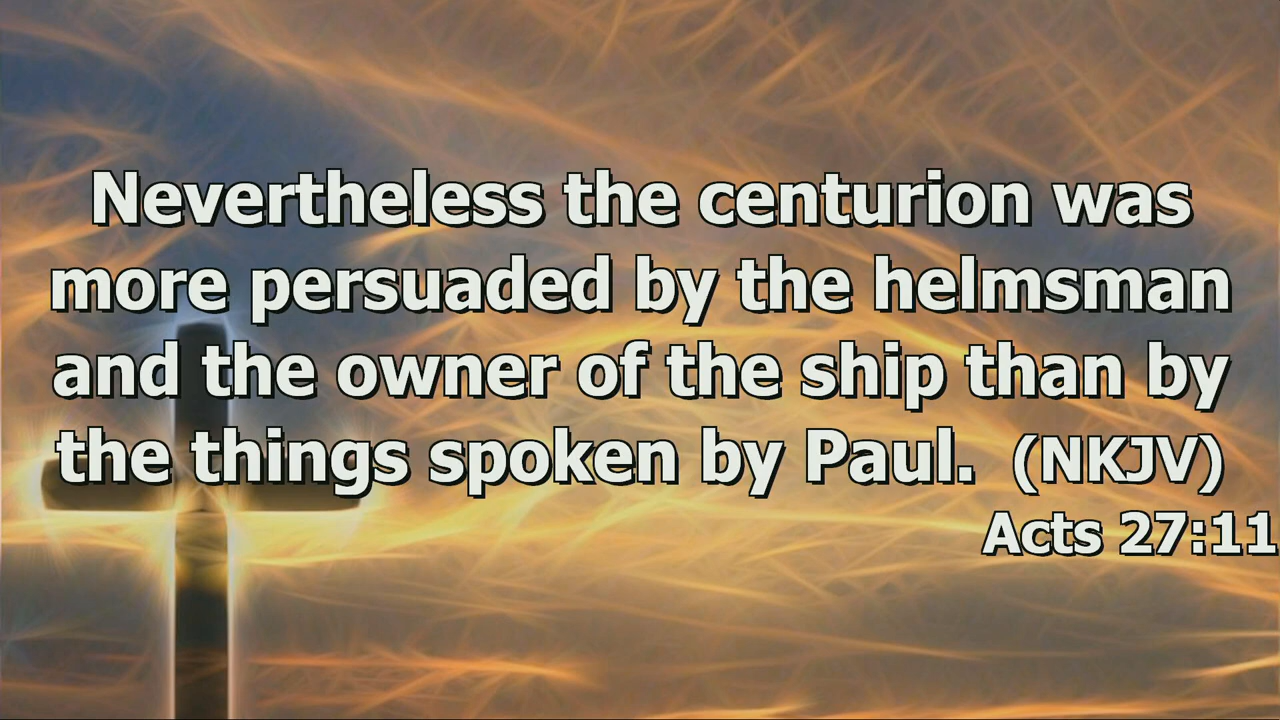 Nevertheless the centurion was
more persuaded by the helmsman
and the owner of the ship than by
the things spoken by Paul. (NKJV)
Acts 27:11